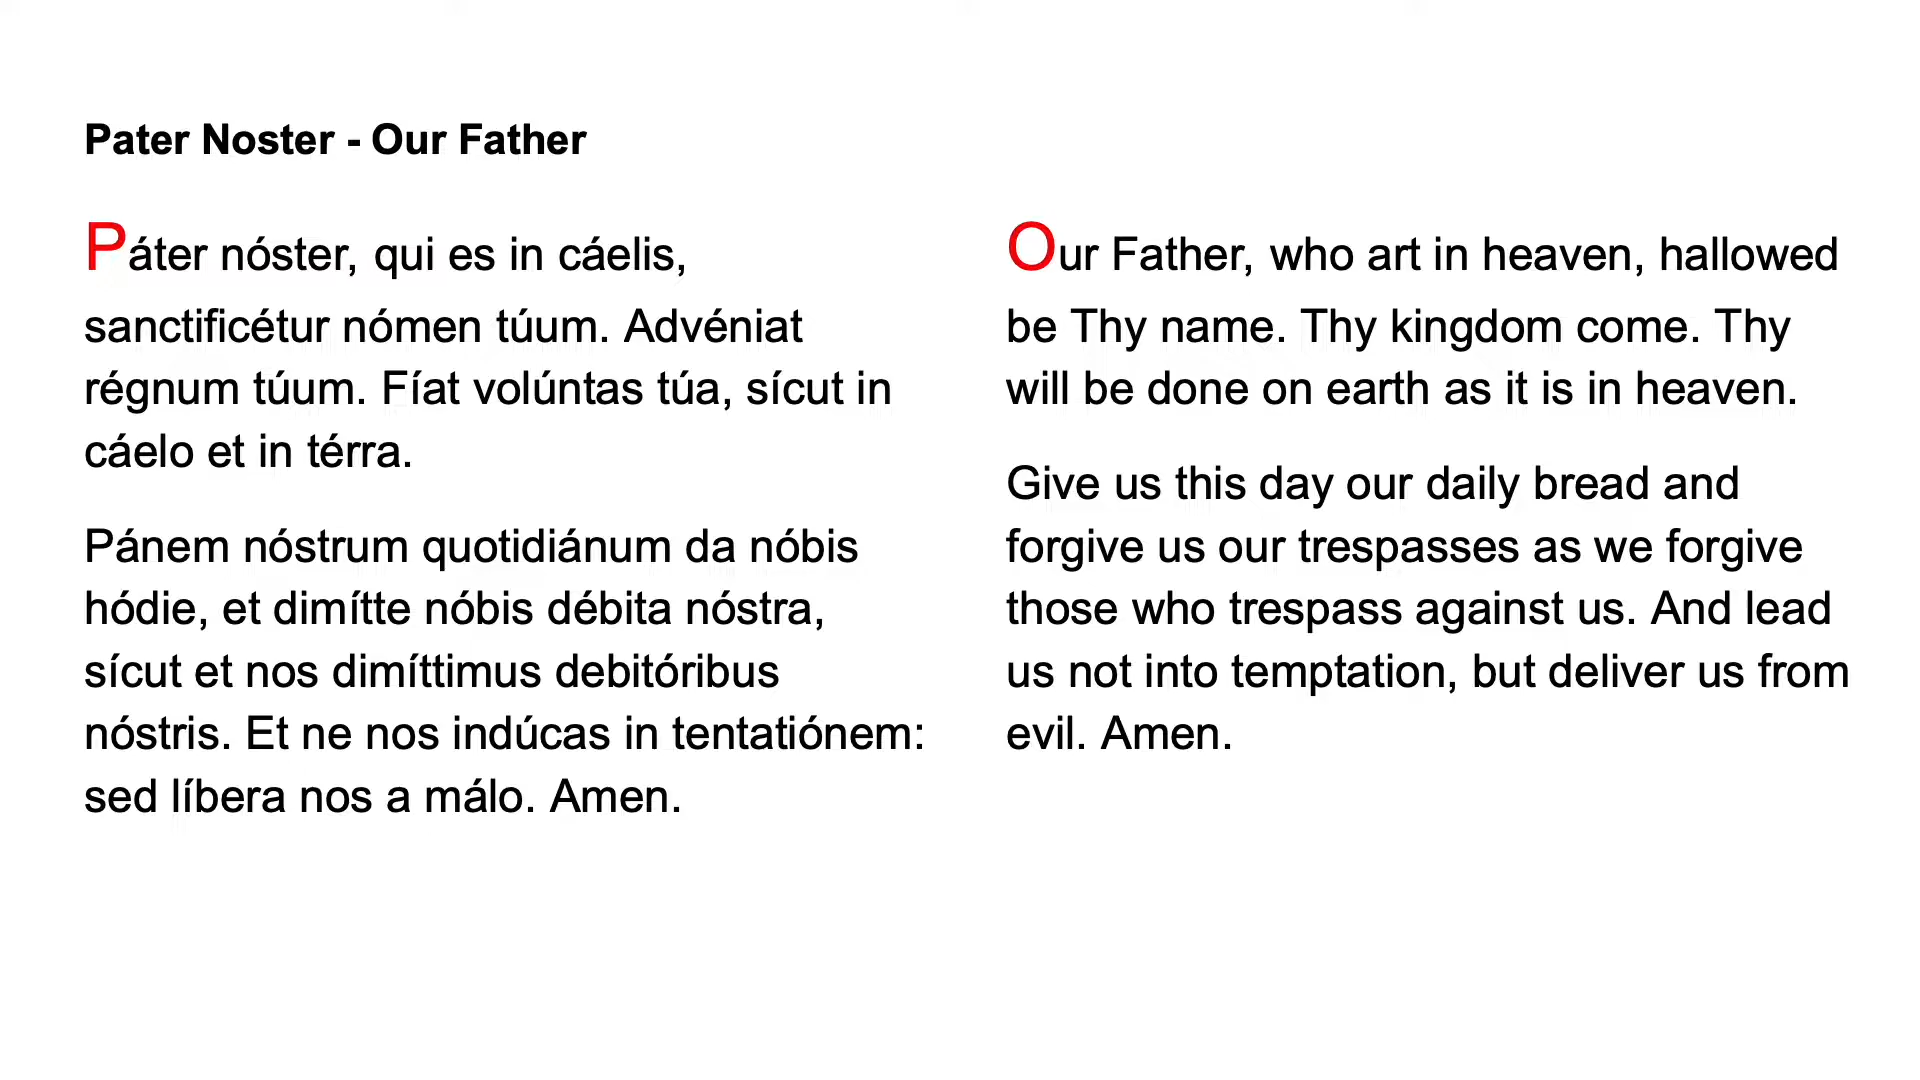 Pater Noster - Our Father
Páter nóster, qui es in cáelis,
sanctificétur nómen túum. Advéniat
régnum túum. Fíat volúntas túa, sícut in
cáelo et in térra.
Pánem nóstrum quotidiánum da nóbis
hódie, et dimítte nóbis débita nóstra,
sícut et nos dimíttimus debitóribus
nóstris. Et ne nos indúcas in tentatiónem:
sed líbera nos a málo. Amen.
Our Father, who art in heaven, hallowed
be Thy name. Thy kingdom come. Thy
will be done on earth as it is in heaven.
Give us this day our daily bread and
forgive us our trespasses as we forgive
those who trespass against us. And lead
us not into temptation, but deliver us from
evil. Amen.